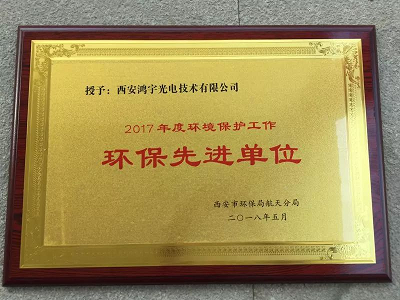 授予：西安鸿宇光电技术有限公司
2017年度环境保护工作
环保先进单位
西安市环保局航天分局
二〇一八年五月